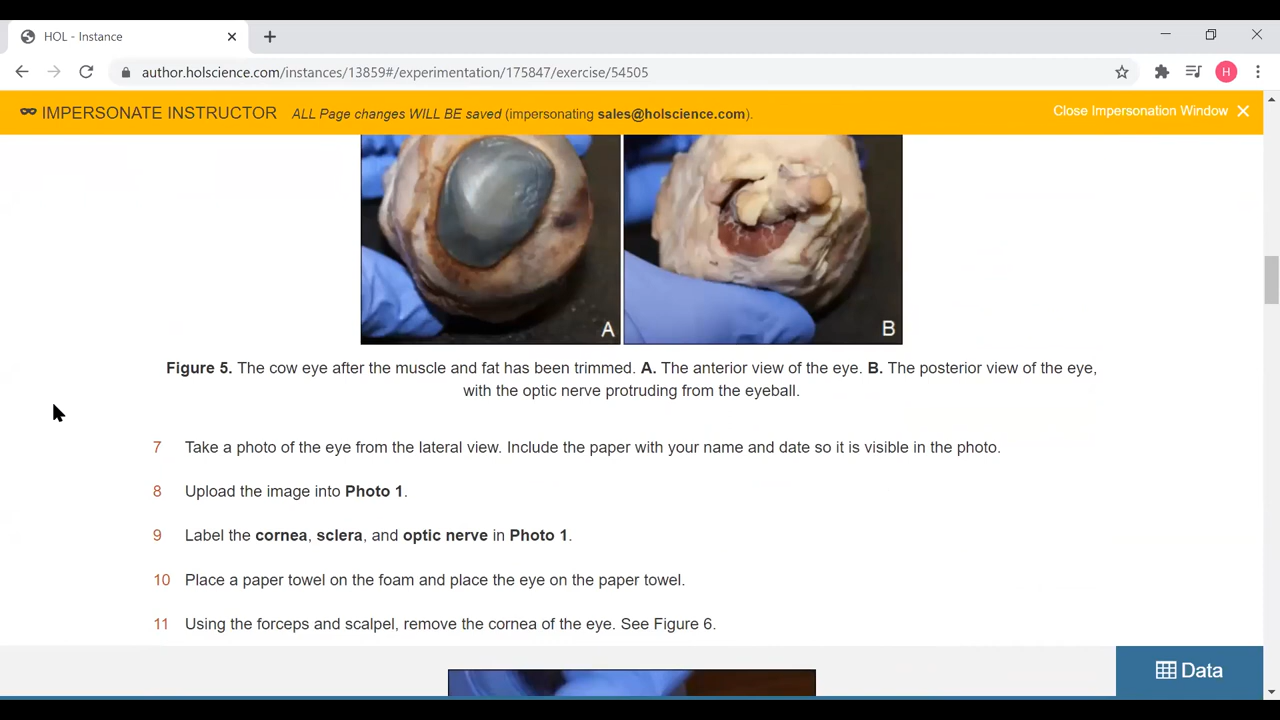 HOL - Instance
author.holscience.com/instances/13859#/experimentation/175847/exercise/54505
H
IMPERSONATE INSTRUCTOR ALL Page changes WILL BE saved (impersonating sales@holscience.com).
Close Impersonation Window
A
B
Figure 5. The cow eye after the muscle and fat has been trimmed. A. The anterior view of the eye. B. The posterior view of the eye,
with the optic nerve protruding from the eyeball.
7 Take a photo of the eye from the lateral view. Include the paper with your name and date so it is visible in the photo.
8 Upload the image into Photo 1.
9 Label the cornea, sclera, and optic nerve in Photo 1.
10 Place a paper towel on the foam and place the eye on the paper towel.
11 Using the forceps and scalpel, remove the cornea of the eye. See Figure 6.
Data